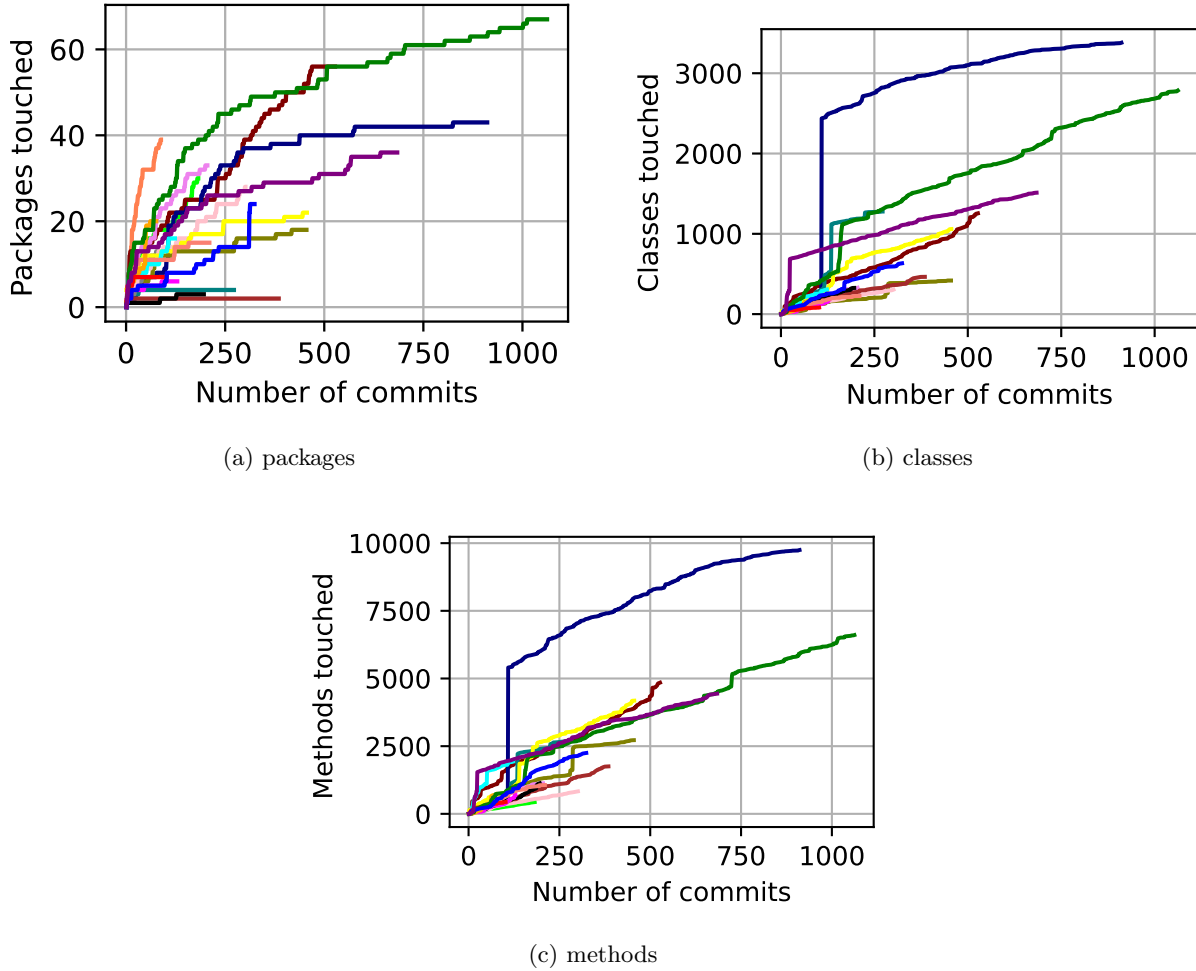 60
40
20
0
Packages touched
0 250 500 750 1000
Number of commits
(a) packages
3000
2000
1000
0
Classes touched
0 250 500 750 1000
Number of commits
(b) classes
10000
7500
5000
2500
0
Methods touched
0 250 500 750 1000
Number of commits
(c) methods